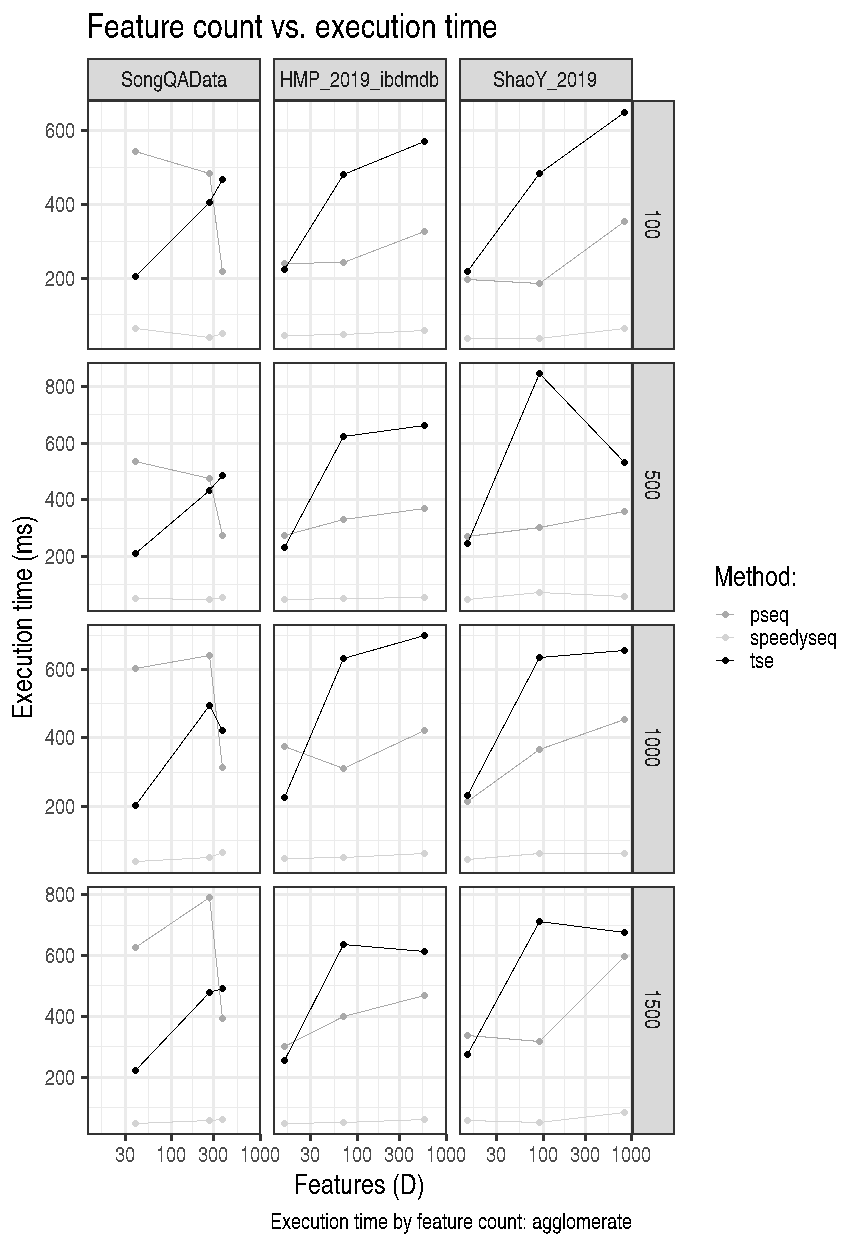 Feature count vs. execution time
SongQAData HMP_2019_ibdmdb ShaoY_2019
600
400
200
100
800
600
400
200
500
600
400
200
1000
800
600
400
200
1500
Execution time (ms)
30 100 300 1000 30 100 300 1000 30 100 300 1000
Features (D)
Execution time by feature count: agglomerate
Method:
pseq
speedyseq
tse